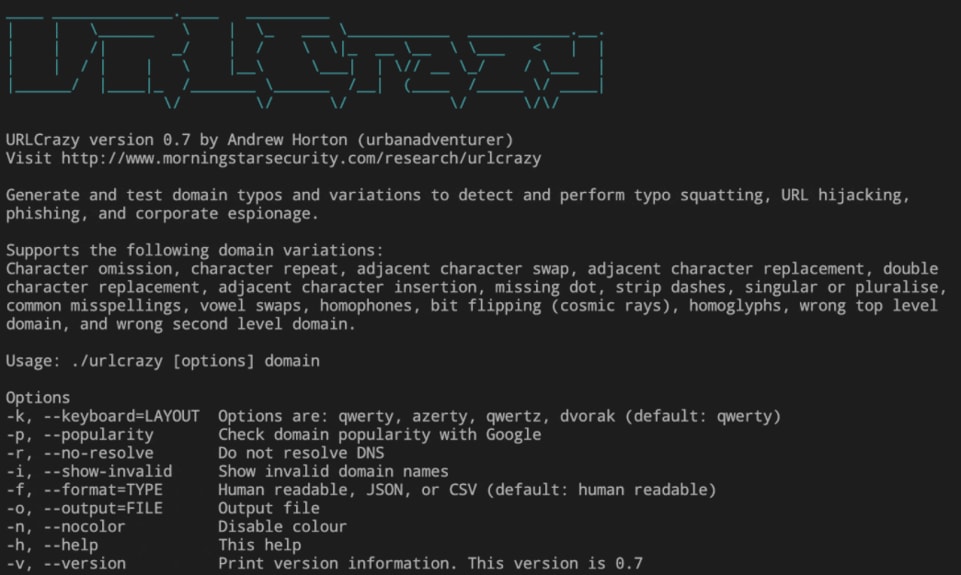 URLCrazy
URLCrazy version 0.7 by Andrew Horton (urbanadventurer)
Visit http://www.morningstarsecurity.com/research/urlcrazy
Generate and test domain typos and variations to detect and perform typo squatting, URL hijacking,
phishing, and corporate espionage.
Supports the following domain variations:
Character omission, character repeat, adjacent character swap, adjacent character replacement, double
character replacement, adjacent character insertion, missing dot, strip dashes, singular or pluralise,
common misspellings, vowel swaps, homophones, bit flipping (cosmic rays), homoglyphs, wrong top level
domain, and wrong second level domain.
Usage: ./urlcrazy [options] domain
Options
-k, --keyboard=LAYOUT  Options are: qwerty, azerty, qwertz, dvorak (default: qwerty)
-p, --popularity       Check domain popularity with Google
-r, --no-resolve       Do not resolve DNS
-i, --show-invalid     Show invalid domain names
-f, --format=TYPE      Human readable, JSON, or CSV (default: human readable)
-o, --output=FILE      Output file
-n, --nocolor          Disable colour
-h, --help             This help
-v, --version          Print version information. This version is 0.7